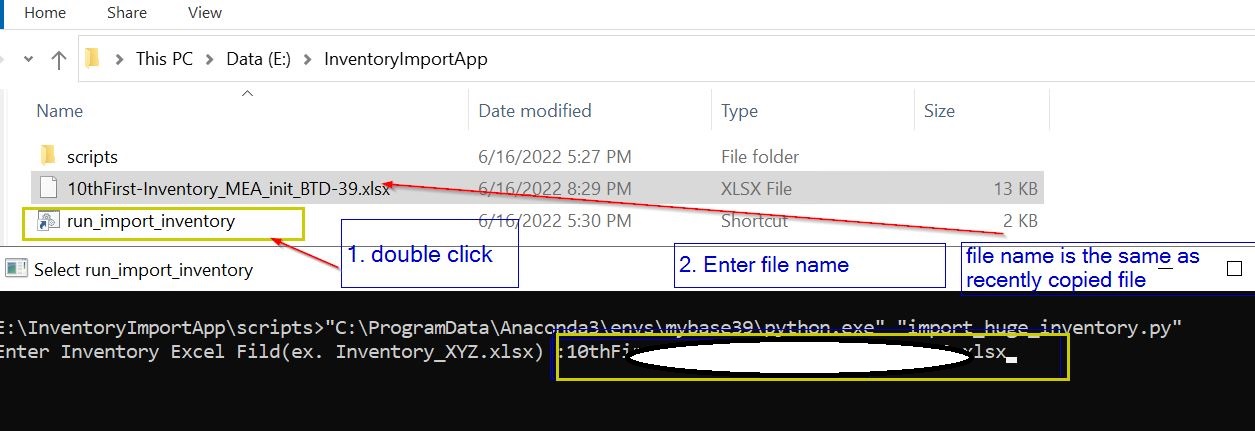 Home Share View
This PC > Data (E:) > InventoryImportApp
Name Date modified Type Size
scripts 6/16/2022 5:27 PM File folder
10thFirst-Inventory_MEA_init_BTD-39.xlsx 6/16/2022 8:29 PM XLSX File 13 KB
run_import_inventory 6/16/2022 5:30 PM Shortcut 2 KB
1. double click
2. Enter file name
file name is the same as
recently copied file
Select run_import_inventory
E:\InventoryImportApp\scripts>"C:\ProgramData\Anaconda3\envs\mybase39\python.exe" "import_huge_inventory.py"
Enter Inventory Excel Fild(ex. Inventory_XYZ.xlsx) :10thFi .xlsx